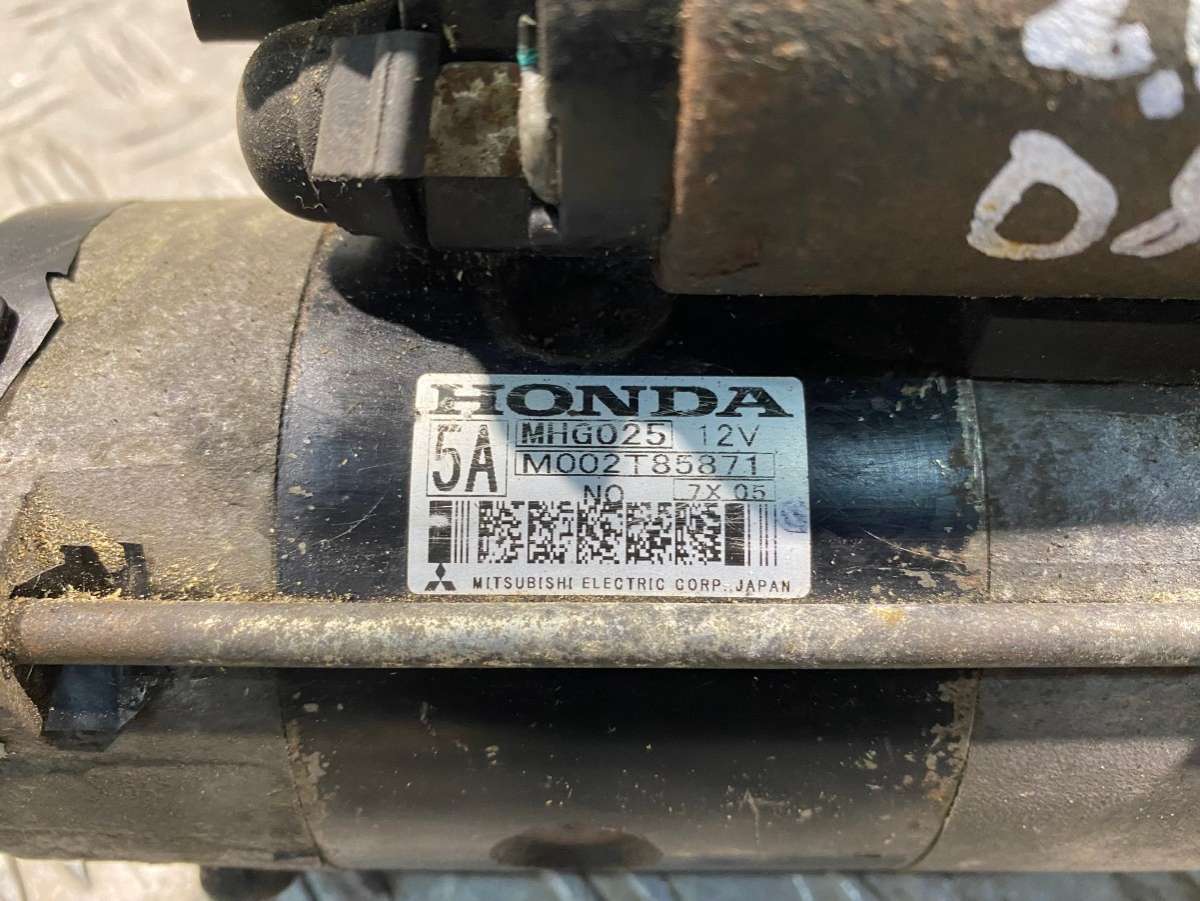 HONDA
5A MHG025 12V
M002T85871
NO 7X 05
MITSUBISHI ELECTRIC CORP., JAPAN